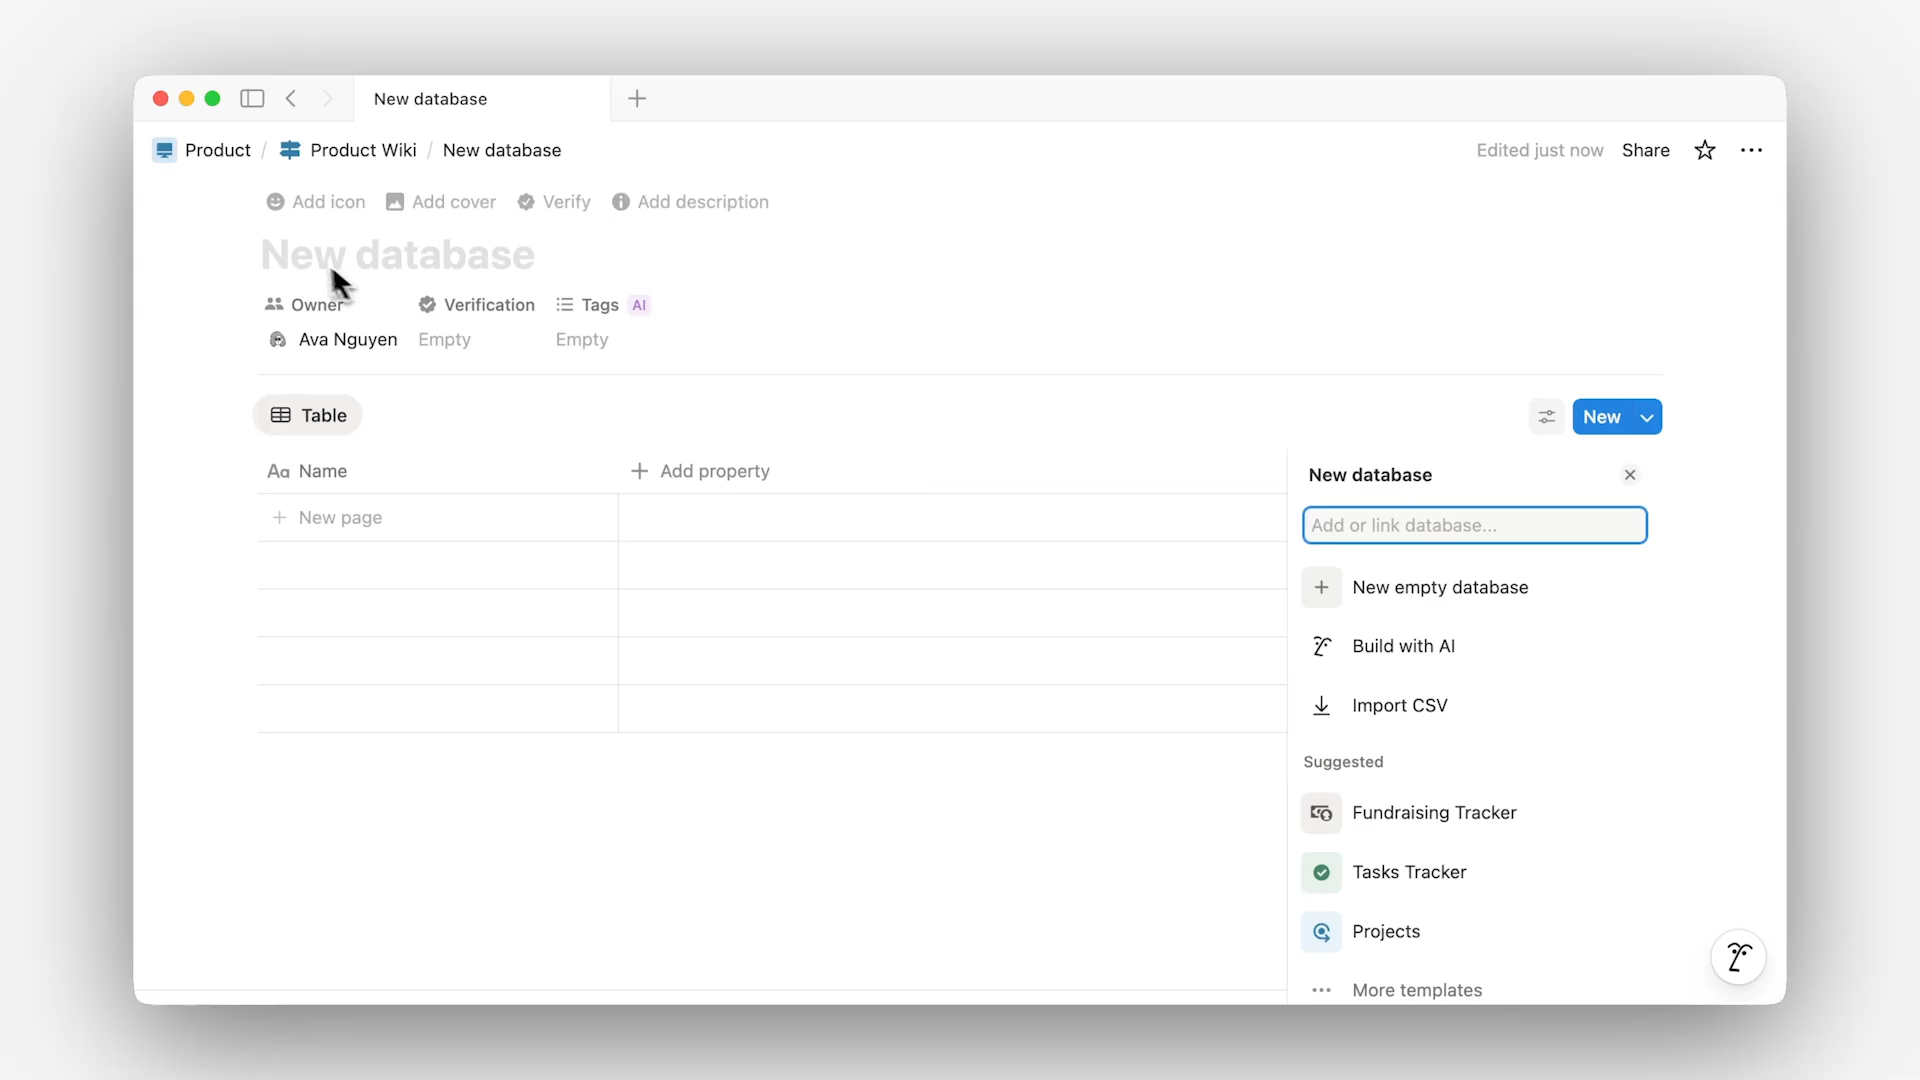 New database
Product / Product Wiki / New database
Edited just now Share
Add icon Add cover Verify Add description
New database
Owner Verification Tags AI
Ava Nguyen Empty Empty
Table
New
Aa Name
Add property
New page
New database
Add or link database...
New empty database
Build with AI
Import CSV
Suggested
Fundraising Tracker
Tasks Tracker
Projects
More templates